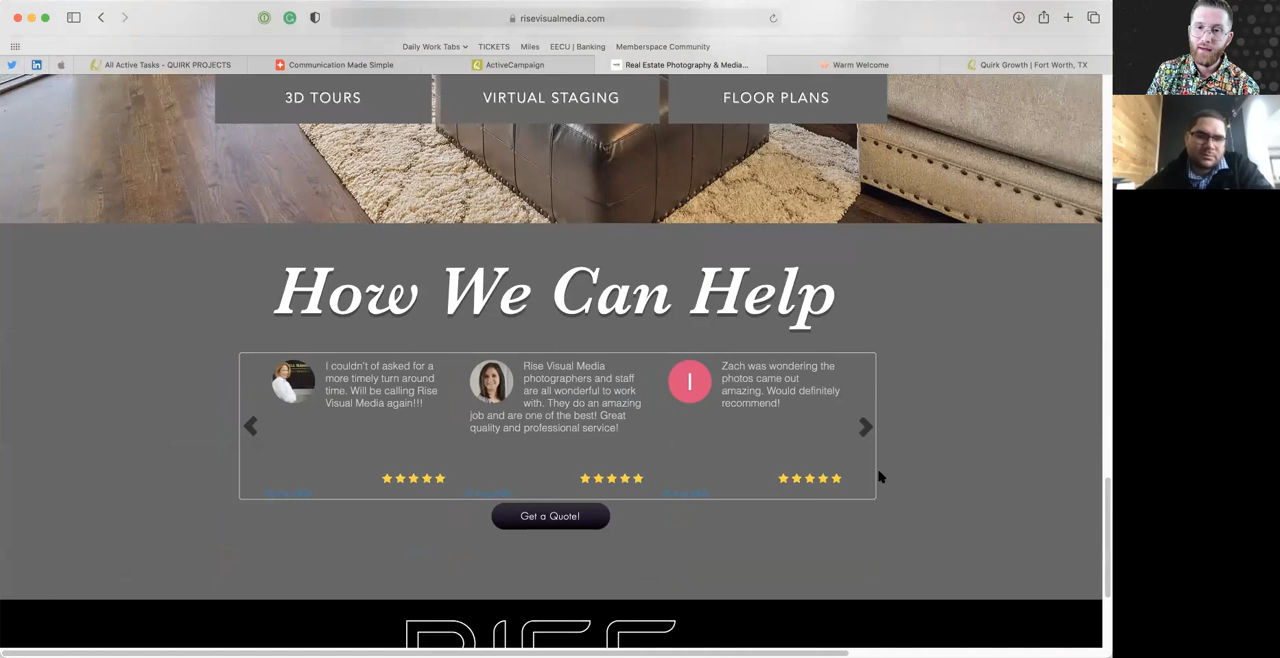 risevisualmedia.com
Daily Work Tabs TICKETS Miles EECU | Banking Memberspace Community
All Active Tasks - QUIRK PROJECTS
Communication Made Simple
ActiveCampaign
Real Estate Photography & Media...
Warm Welcome
Quirk Growth | Fort Worth, TX
3D TOURS
VIRTUAL STAGING
FLOOR PLANS
How We Can Help
I couldn't of asked for a
more timely turn around
time. Will be calling Rise
Visual Media again!!!
Rise Visual Media
photographers and staff
are all wonderful to work
with. They do an amazing
job and are one of the best! Great
quality and professional service!
I
Zach was wondering the
photos came out
amazing. Would definitely
recommend!
Get a Quote!
RISE